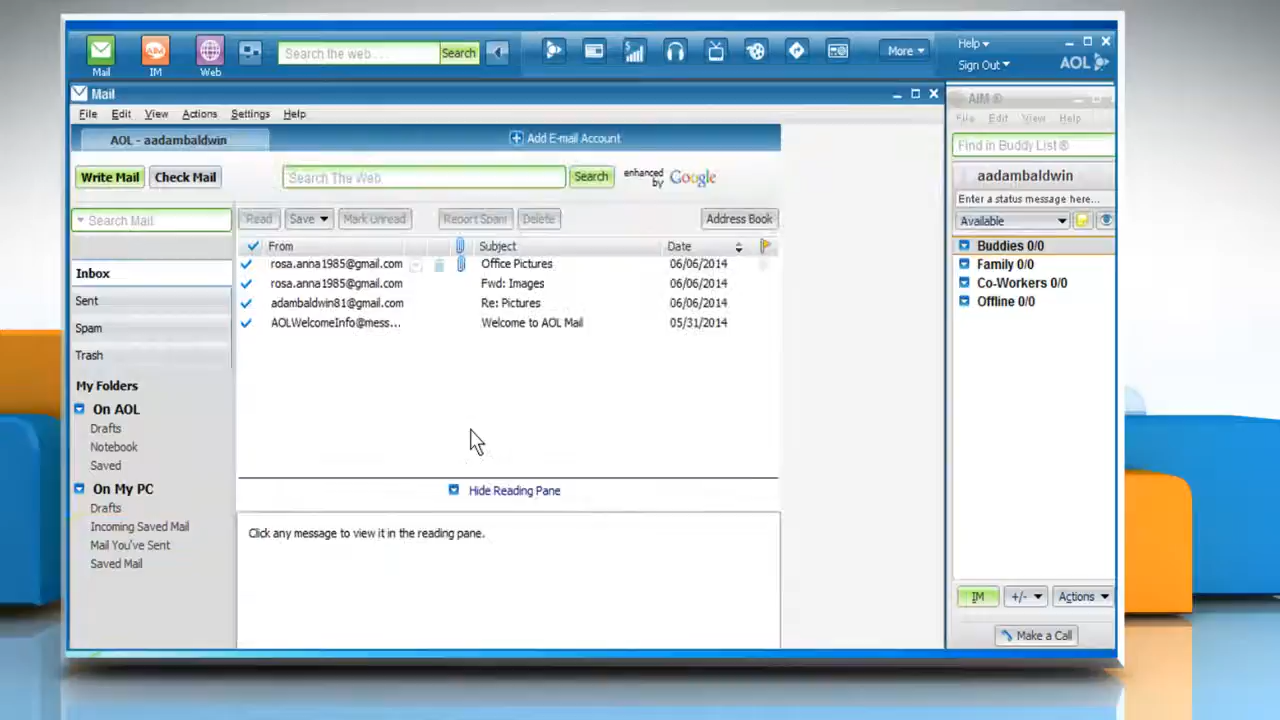 Mail
IM
Web
Search the web...
Search
More
Help
Sign Out
AOL
Mail
File Edit View Actions Settings Help
AOL - aadambaldwin
Add E-mail Account
Write Mail
Check Mail
Search The Web
Search
enhanced by Google
Search Mail
Read
Save
Mark Unread
Report Spam
Delete
Address Book
From Subject Date
rosa.anna1985@gmail.com Office Pictures 06/06/2014
rosa.anna1985@gmail.com Fwd: Images 06/06/2014
adambaldwin81@gmail.com Re: Pictures 06/06/2014
AOLWelcomeInfo@mess... Welcome to AOL Mail 05/31/2014
Inbox
Sent
Spam
Trash
My Folders
On AOL
Drafts
Notebook
Saved
On My PC
Drafts
Incoming Saved Mail
Mail You've Sent
Saved Mail
Hide Reading Pane
Click any message to view it in the reading pane.
AIM ®
File Edit View Help
Find in Buddy List ®
aadambaldwin
Enter a status message here...
Available
Buddies 0/0
Family 0/0
Co-Workers 0/0
Offline 0/0
IM
+/-
Actions
Make a Call